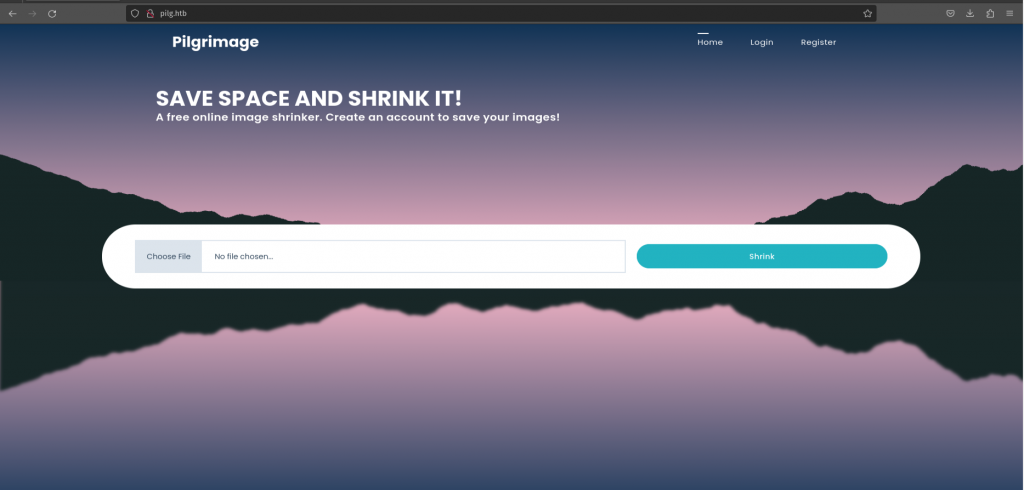 pilg.htb
Pilgrimage
Home Login Register
SAVE SPACE AND SHRINK IT!
A free online image shrinker. Create an account to save your images!
Choose File No file chosen... Shrink